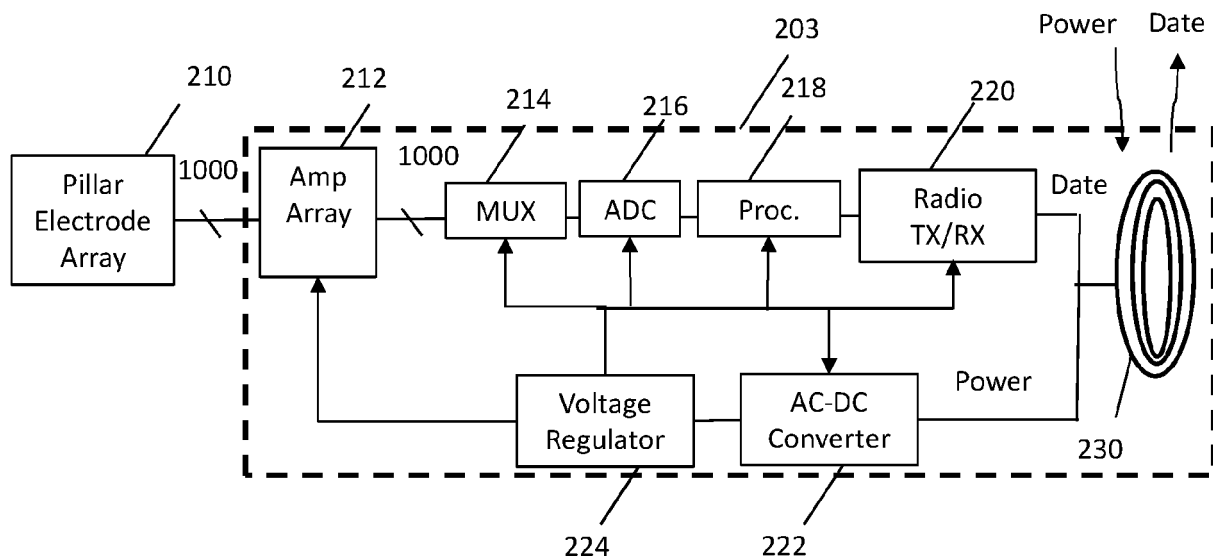 Power Date
203
210
212
214
216
218
220
1000
1000
Pillar
Electrode
Array
Amp
Array
MUX
ADC
Proc.
Radio
TX/RX
Date
Voltage
Regulator
AC-DC
Converter
Power
230
224
222